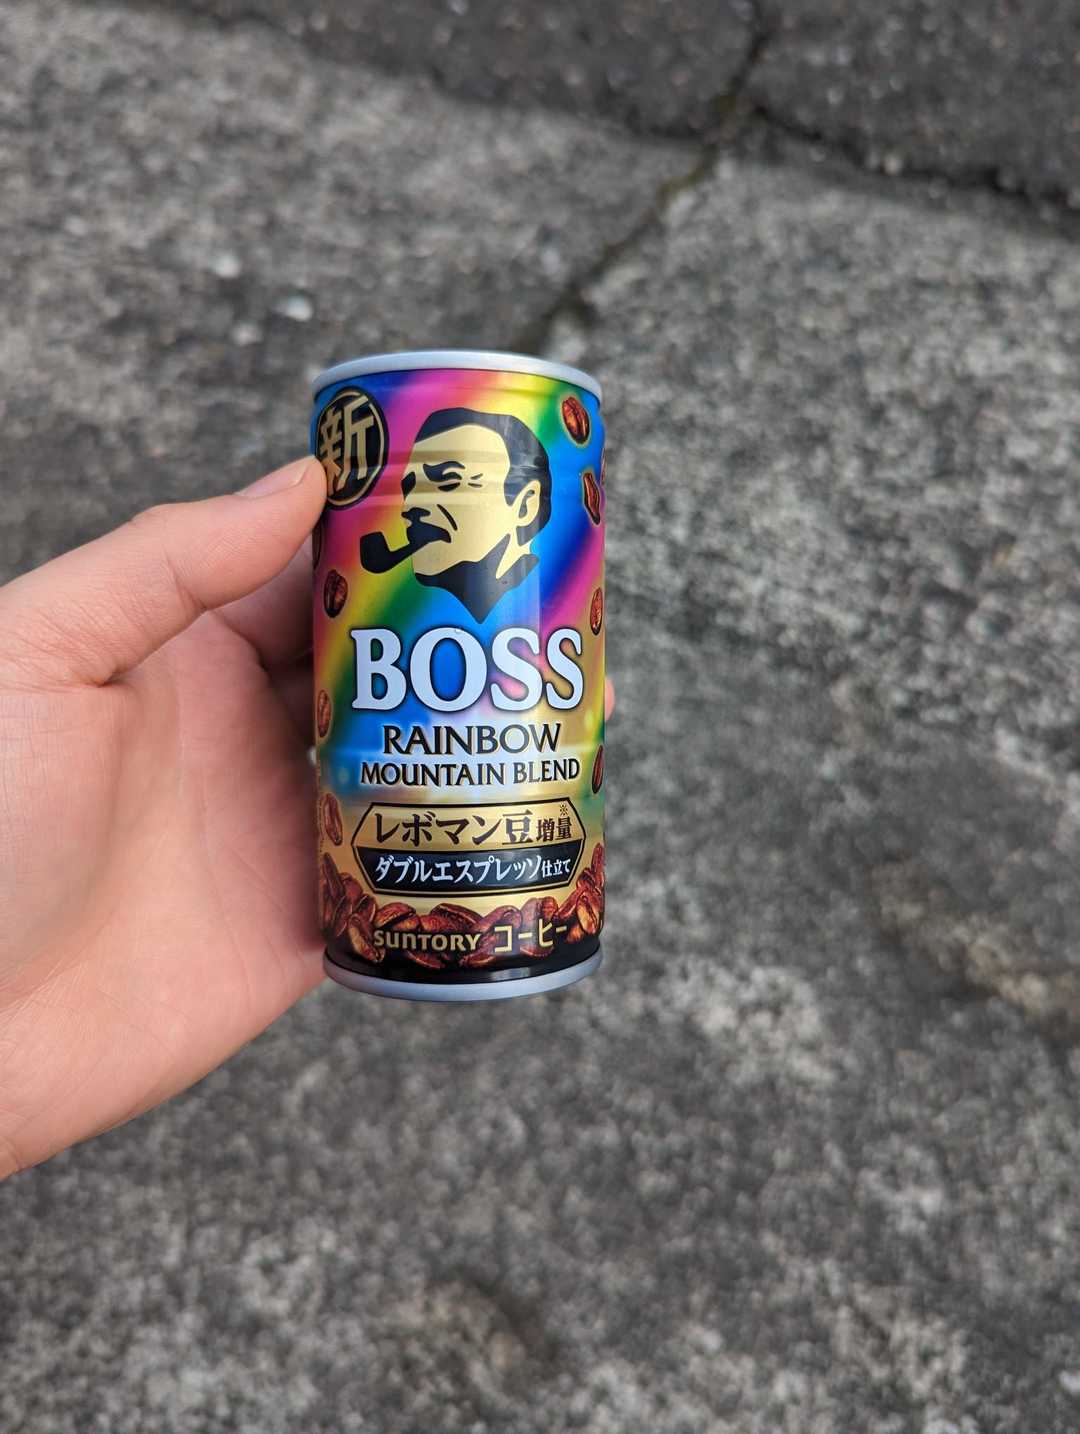 新
BOSS
RAINBOW
MOUNTAIN BLEND
レボマン豆増量※
ダブルエスプレッソ仕立て
SUNTORY コーヒー